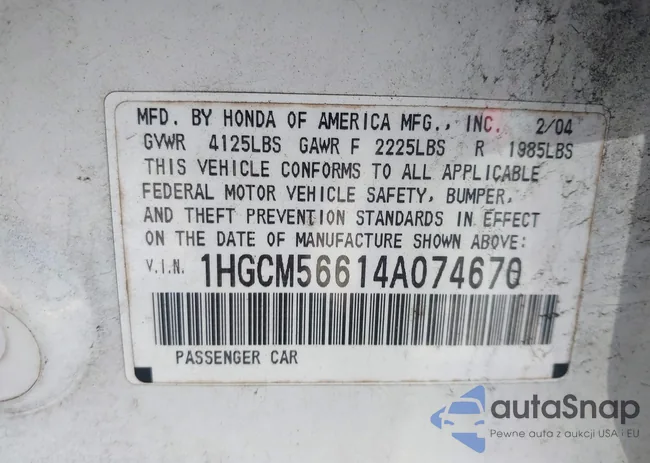 MFD. BY HONDA OF AMERICA MFG., INC. 2/04
GVWR 4125LBS GAWR F 2225LBS R 1985LBS
THIS VEHICLE CONFORMS TO ALL APPLICABLE
FEDERAL MOTOR VEHICLE SAFETY, BUMPER,
AND THEFT PREVENTION STANDARDS IN EFFECT
ON THE DATE OF MANUFACTURE SHOWN ABOVE:
V.I.N. 1HGCM56614A074670
PASSENGER CAR
autaSnap
Pewne auta z aukcji USA i EU